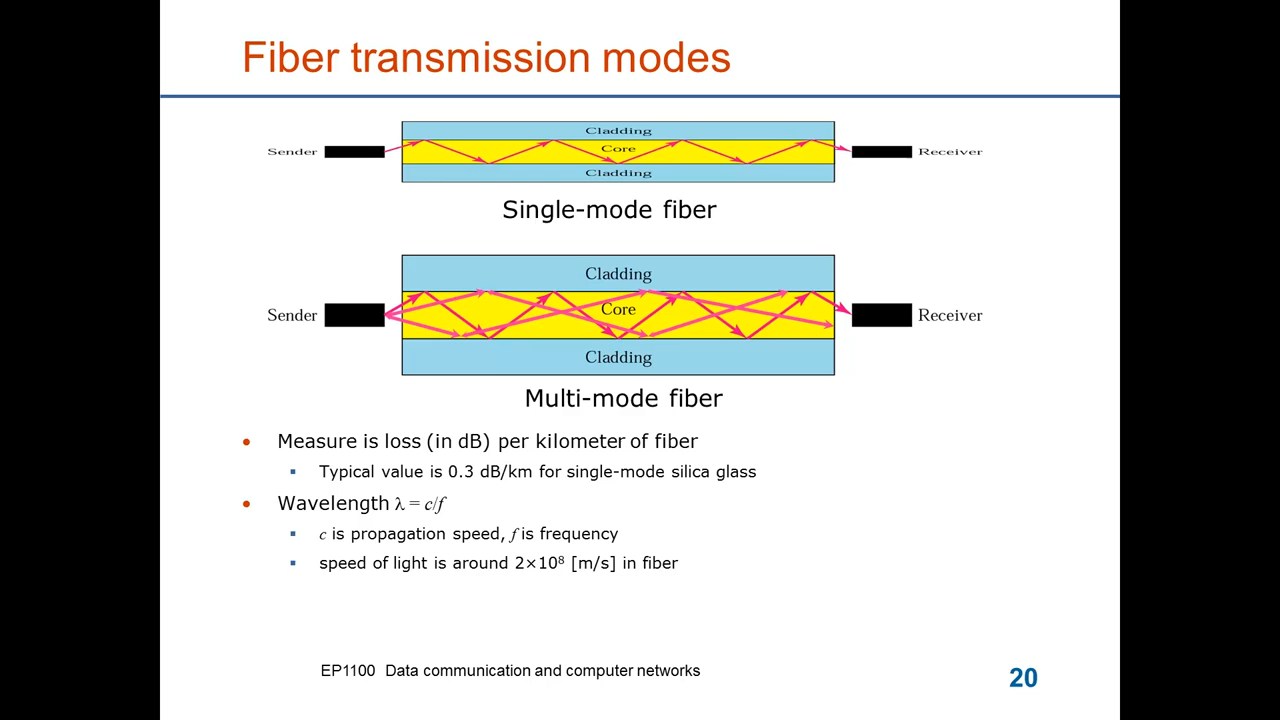 Fiber transmission modes
Cladding
Sender
Core
Receiver
Cladding
Single-mode fiber
Cladding
Sender
Core
Receiver
Cladding
Multi-mode fiber
• Measure is loss (in dB) per kilometer of fiber
▪ Typical value is 0.3 dB/km for single-mode silica glass
• Wavelength λ = c/f
▪ c is propagation speed, f is frequency
▪ speed of light is around 2×10⁸ [m/s] in fiber
EP1100 Data communication and computer networks
20